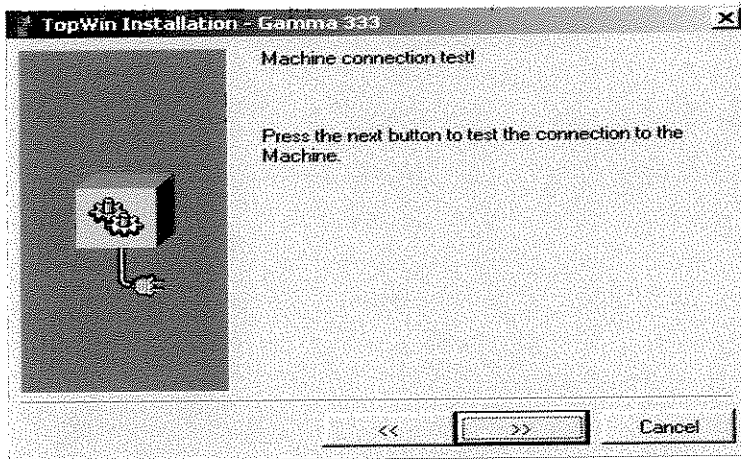 TopWin Installation - Gamma 333
Machine connection test!
Press the next button to test the connection to the
Machine.
<<
>>
Cancel